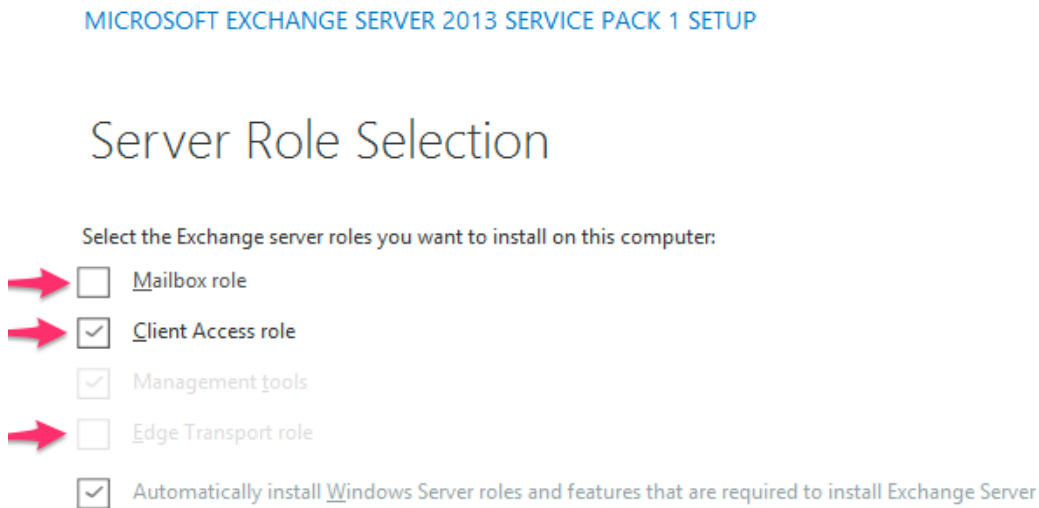 MICROSOFT EXCHANGE SERVER 2013 SERVICE PACK 1 SETUP
Server Role Selection
Select the Exchange server roles you want to install on this computer:
Mailbox role
Client Access role
Management tools
Edge Transport role
Automatically install Windows Server roles and features that are required to install Exchange Server